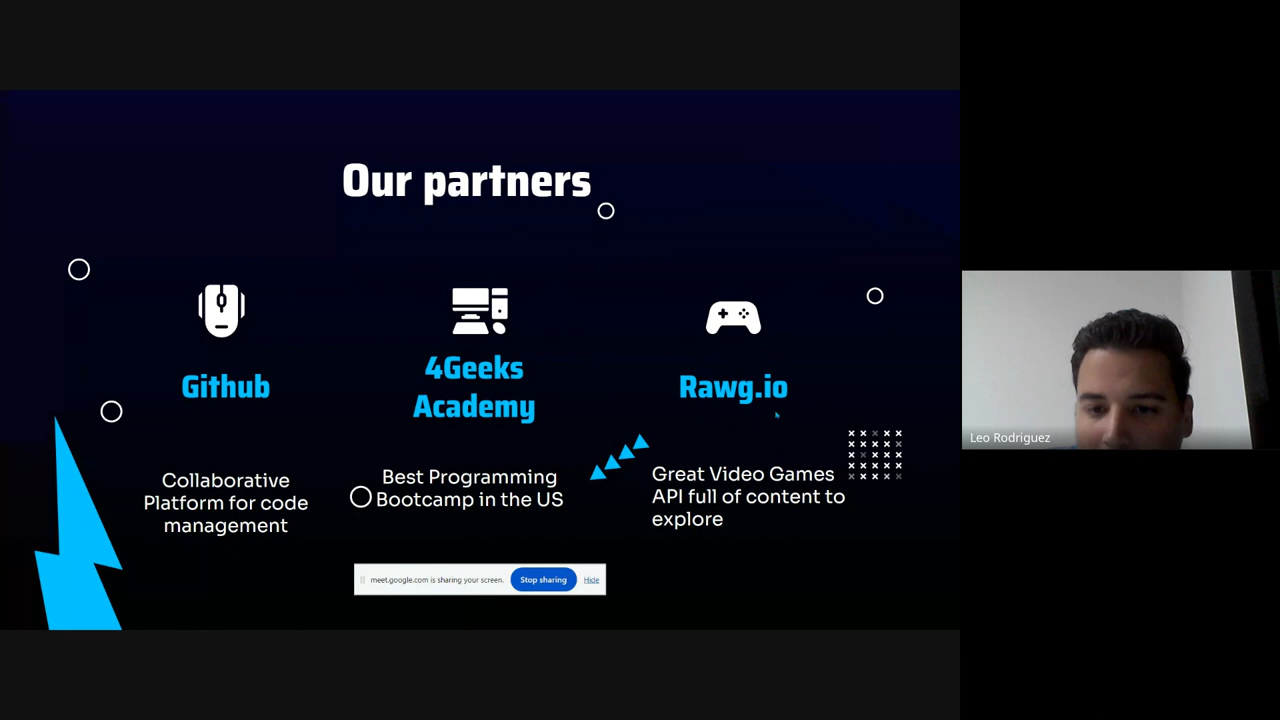 Our partners
Github
4Geeks
Academy
Rawg.io
Collaborative
Platform for code
management
Best Programming
Bootcamp in the US
Great Video Games
API full of content to
explore
meet.google.com is sharing your screen. Stop sharing Hide
Leo Rodriguez